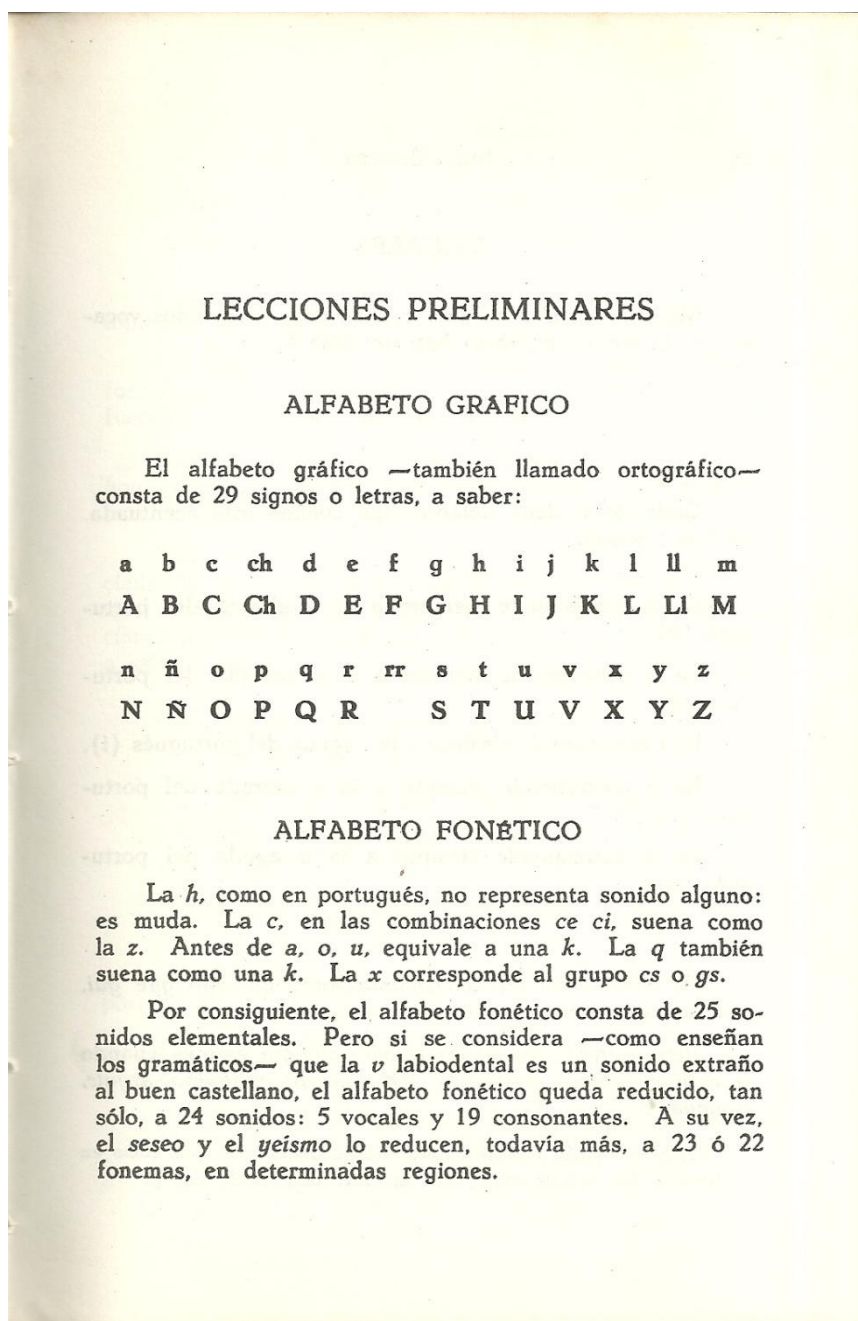 LECCIONES PRELIMINARES
ALFABETO GRAFICO
El alfabeto gráfico —también llamado ortográfico—
consta de 29 signos o letras, a saber:
a b c ch d e f g h i j k l ll m
A B C Ch D E F G H I J K L Ll M
n ñ o p q r rr s t u v x y z
N Ñ O P Q R S T U V X Y Z
ALFABETO FONÉTICO
La h, como en portugués, no representa sonido alguno:
es muda. La c, en las combinaciones ce ci, suena como
la z. Antes de a, o, u, equivale a una k. La q también
suena como una k. La x corresponde al grupo cs o gs.
Por consiguiente, el alfabeto fonético consta de 25 so-
nidos elementales. Pero si se considera —como enseñan
los gramáticos— que la v labiodental es un sonido extraño
al buen castellano, el alfabeto fonético queda reducido, tan
sólo, a 24 sonidos: 5 vocales y 19 consonantes. A su vez,
el seseo y el yeísmo lo reducen, todavía más, a 23 ó 22
fonemas, en determinadas regiones.